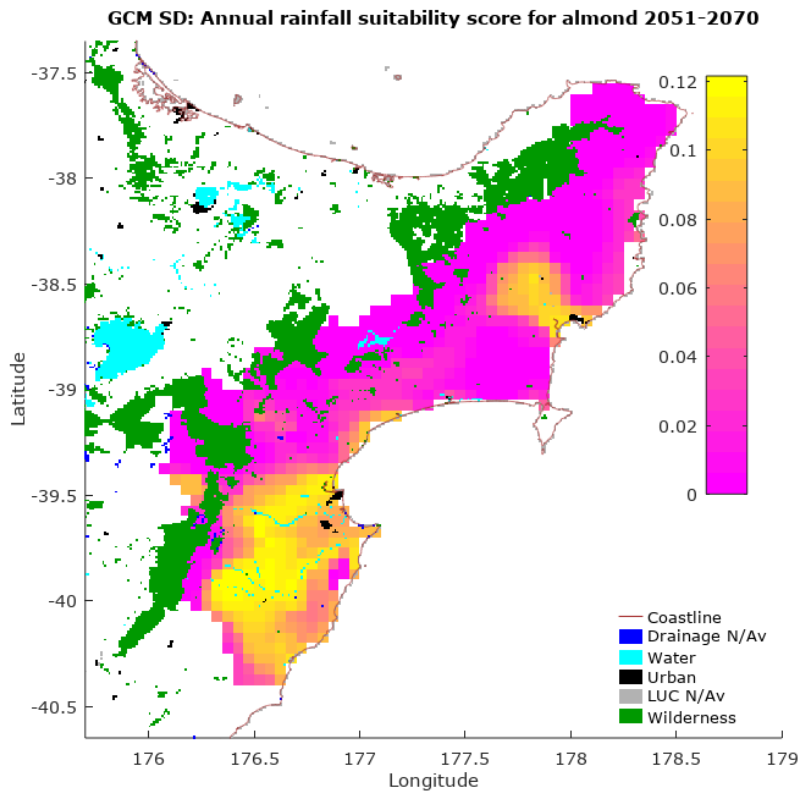 GCM SD: Annual rainfall suitability score for almond 2051-2070
-37.5
-38
-38.5
-39
-39.5
-40
-40.5
Latitude
176
176.5
177
177.5
178
178.5
179
Longitude
0.12
0.1
0.08
0.06
0.04
0.02
0
Coastline
Drainage N/Av
Water
Urban
LUC N/Av
Wilderness